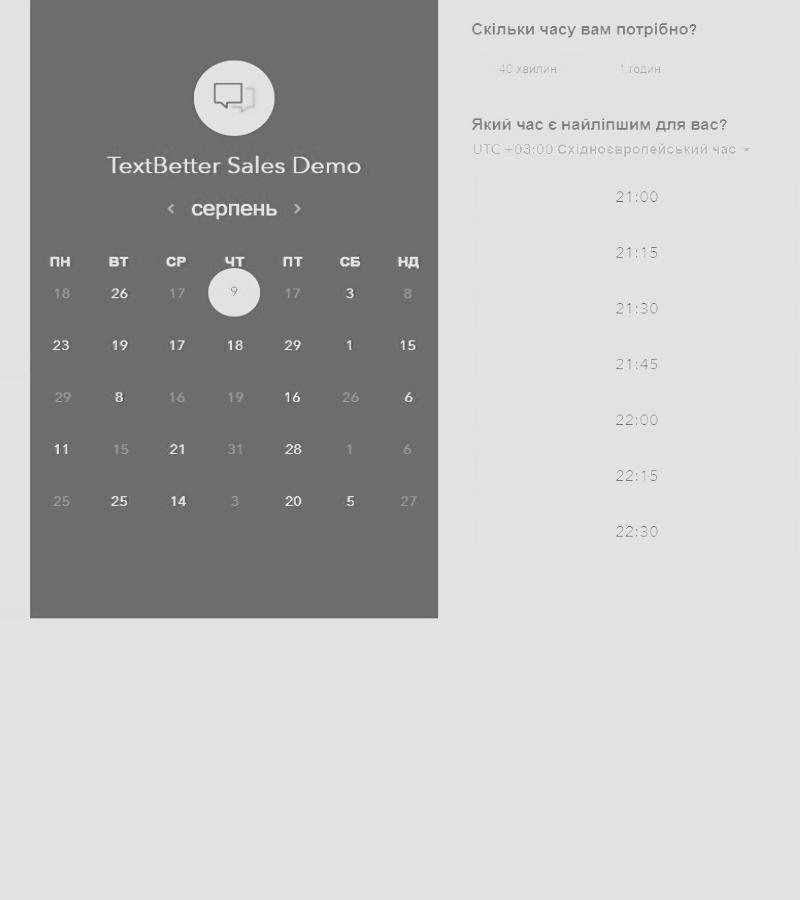 TextBetter Sales Demo
серпень
ПН ВТ СР ЧТ ПТ СБ НД
18 26 17 9 17 3 8
23 19 17 18 29 1 15
29 8 16 19 16 26 6
11 15 21 31 28 1 6
25 25 14 3 20 5 27
Скільки часу вам потрібно?
40 хвилин 1 годин
Який час є найліпшим для вас?
UTC +03:00 Східноєвропейський час
21:00
21:15
21:30
21:45
22:00
22:15
22:30